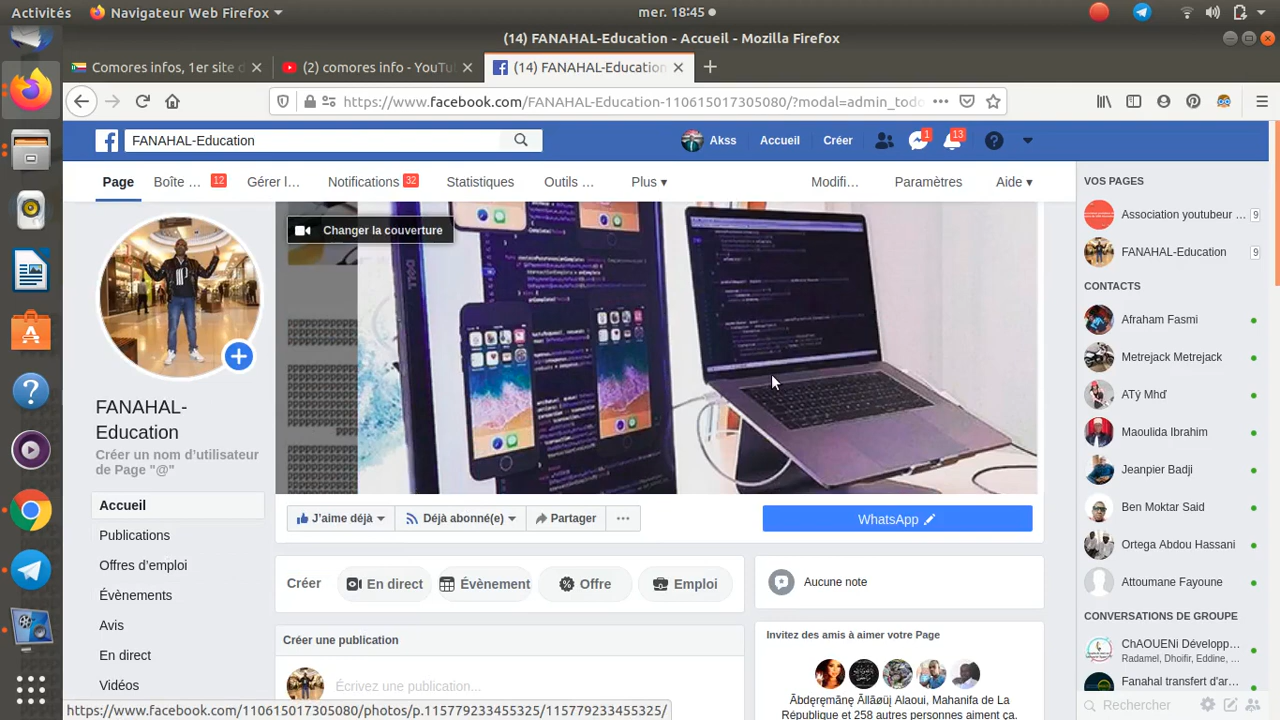 Activités
Navigateur Web Firefox
mer. 18:45
(14) FANAHAL-Education - Accueil - Mozilla Firefox
Comores infos, 1er site d
(2) comores info - YouTu
(14) FANAHAL-Education
https://www.facebook.com/FANAHAL-Education-110615017305080/?modal=admin_todo
FANAHAL-Education
Akss
Accueil
Créer
1
13
Page
Boîte ...
12
Gérer l...
Notifications
32
Statistiques
Outils ...
Plus
Modifi...
Paramètres
Aide
Changer la couverture
FANAHAL-
Education
Créer un nom d'utilisateur
de Page "@"
Accueil
Publications
Offres d'emploi
Évènements
Avis
En direct
Vidéos
J'aime déjà
Déjà abonné(e)
Partager
WhatsApp
Créer
En direct
Évènement
Offre
Emploi
Aucune note
Créer une publication
Écrivez une publication...
Invitez des amis à aimer votre Page
Alaoui, Mahanifa de La
République et 258 autres personnes aiment ça.
VOS PAGES
Association youtubeur ...
9
FANAHAL-Education
9
CONTACTS
Afraham Fasmi
Metrejack Metrejack
ATý Mhď
Maoulida Ibrahim
Jeanpier Badji
Ben Moktar Said
Ortega Abdou Hassani
Attoumane Fayoune
CONVERSATIONS DE GROUPE
ChAOUENi Développ...
Radamel, Dhoifir, Eddine, ...
Fanahal transfert d'ar...
Rechercher
https://www.facebook.com/110615017305080/photos/p.115779233455325/115779233455325/